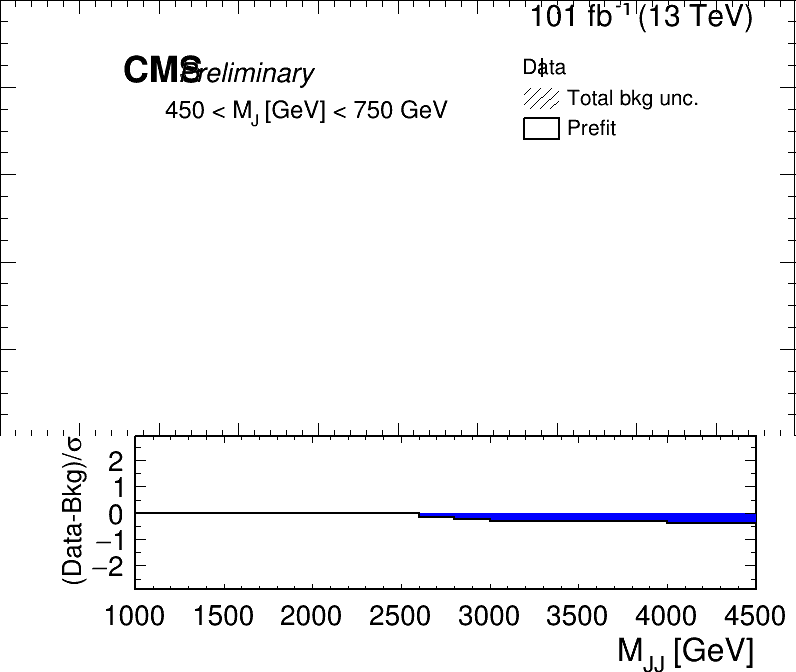 101 fb⁻¹ (13 TeV)
CMS Preliminary
Data
450 < M_J [GeV] < 750 GeV
Total bkg unc.
Prefit
(Data-Bkg)/σ
2
1
0
−1
−2
1000 1500 2000 2500 3000 3500 4000 4500
M_JJ [GeV]